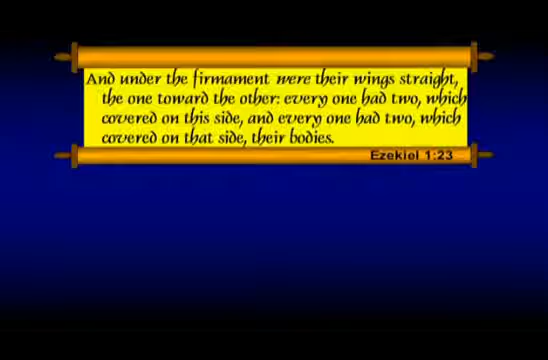 And under the firmament were their wings straight,
the one toward the other: every one had two, which
covered on this side, and every one had two, which
covered on that side, their bodies.
Ezekiel 1:23